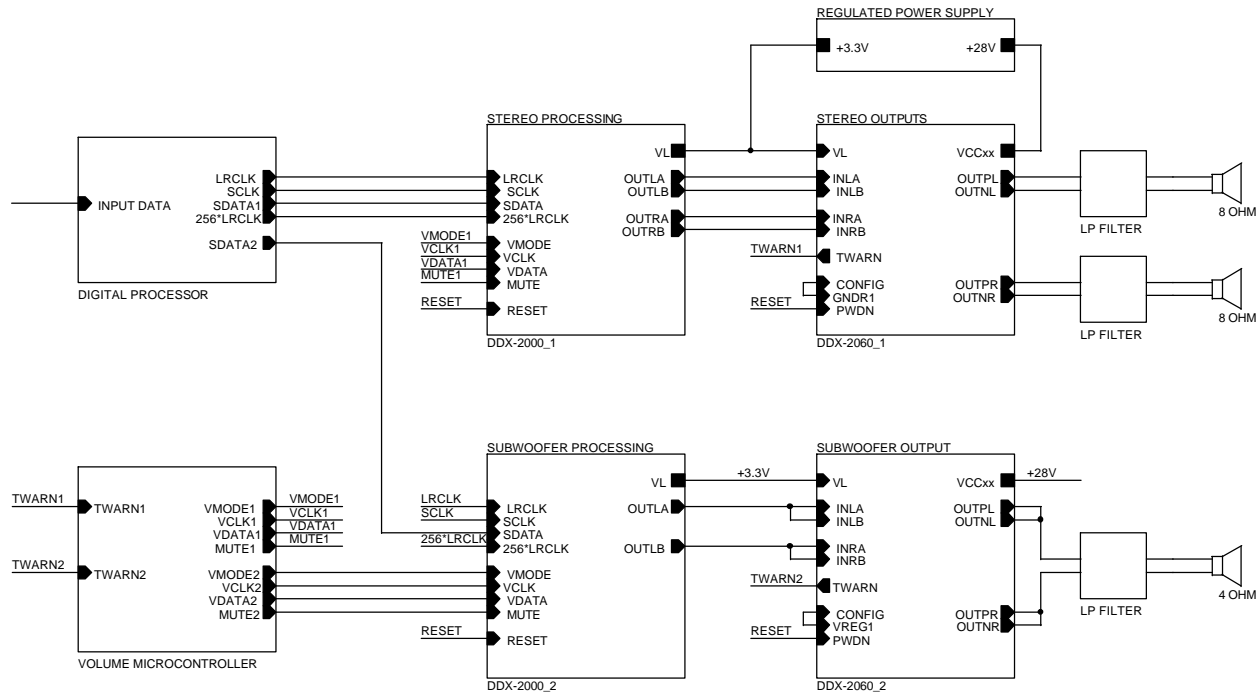 REGULATED POWER SUPPLY
+3.3V
+28V
DIGITAL PROCESSOR
INPUT DATA
LRCLK
SCLK
SDATA1
256*LRCLK
SDATA2
STEREO PROCESSING
VL
LRCLK
SCLK
SDATA
256*LRCLK
OUTLA
OUTLB
OUTRA
OUTRB
VMODE1
VCLK1
VDATA1
MUTE1
RESET
VMODE
VCLK
VDATA
MUTE
RESET
DDX-2000_1
STEREO OUTPUTS
VL
VCCxx
INLA
INLB
INRA
INRB
TWARN1
TWARN
CONFIG
GNDR1
RESET
PWDN
OUTPL
OUTNL
OUTPR
OUTNR
DDX-2060_1
LP FILTER
8 OHM
LP FILTER
8 OHM
TWARN1
TWARN1
TWARN2
TWARN2
VMODE1
VCLK1
VDATA1
MUTE1
VMODE1
VCLK1
VDATA1
MUTE1
VMODE2
VCLK2
VDATA2
MUTE2
VOLUME MICROCONTROLLER
SUBWOOFER PROCESSING
VL
LRCLK
SCLK
256*LRCLK
LRCLK
SCLK
SDATA
256*LRCLK
OUTLA
OUTLB
VMODE
VCLK
VDATA
MUTE
RESET
RESET
DDX-2000_2
SUBWOOFER OUTPUT
+3.3V
VL
VCCxx
+28V
INLA
INLB
INRA
INRB
TWARN2
TWARN
CONFIG
VREG1
RESET
PWDN
OUTPL
OUTNL
OUTPR
OUTNR
DDX-2060_2
LP FILTER
4 OHM